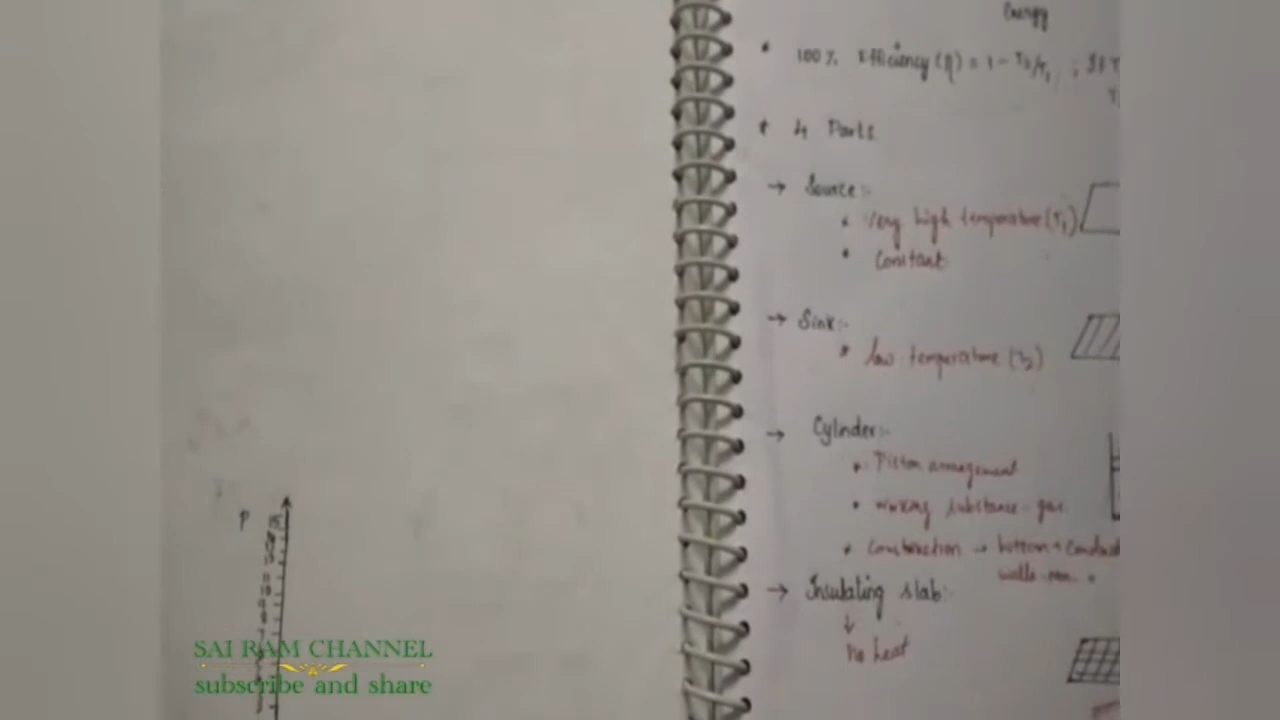 P
SAI RAM CHANNEL
subscribe and share
Energy
• 100% Efficiency (η) = 1 - T2/T1 ; If T
* 4 Parts
→ Source:-
• Very high temperature (T1)
• Constant
→ Sink:-
* low temperature (T2)
→ Cylinder:-
• Piston arrangement
• working substance - gas
• Construction → bottom → Conduct
walls - non
→ Insulating slab:-
↓
No heat